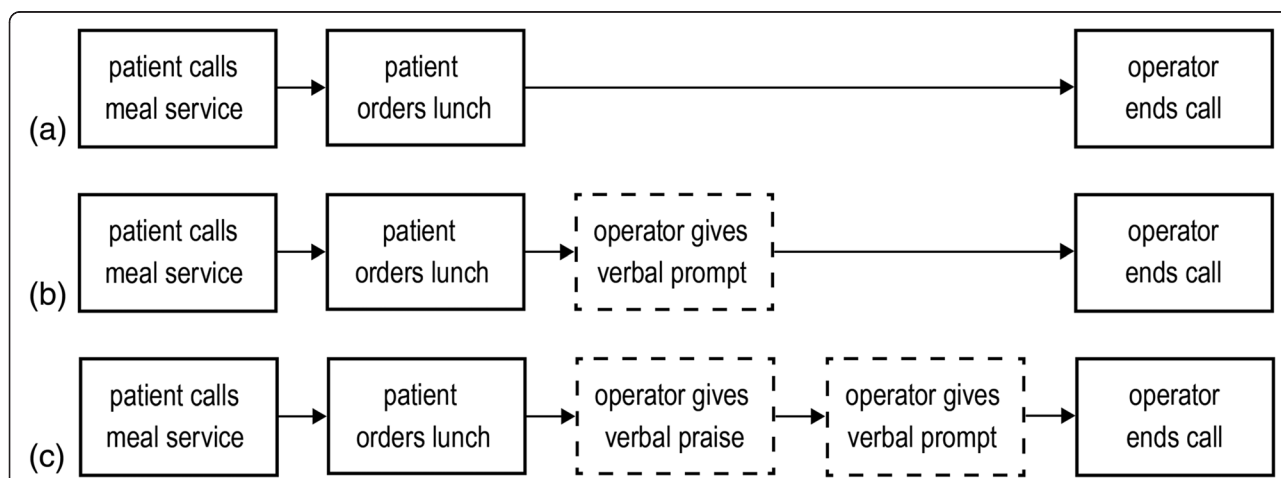 patient calls
meal service
patient
orders lunch
operator
ends call
(a)
patient calls
meal service
patient
orders lunch
operator gives
verbal prompt
operator
ends call
(b)
patient calls
meal service
patient
orders lunch
operator gives
verbal praise
operator gives
verbal prompt
operator
ends call
(c)